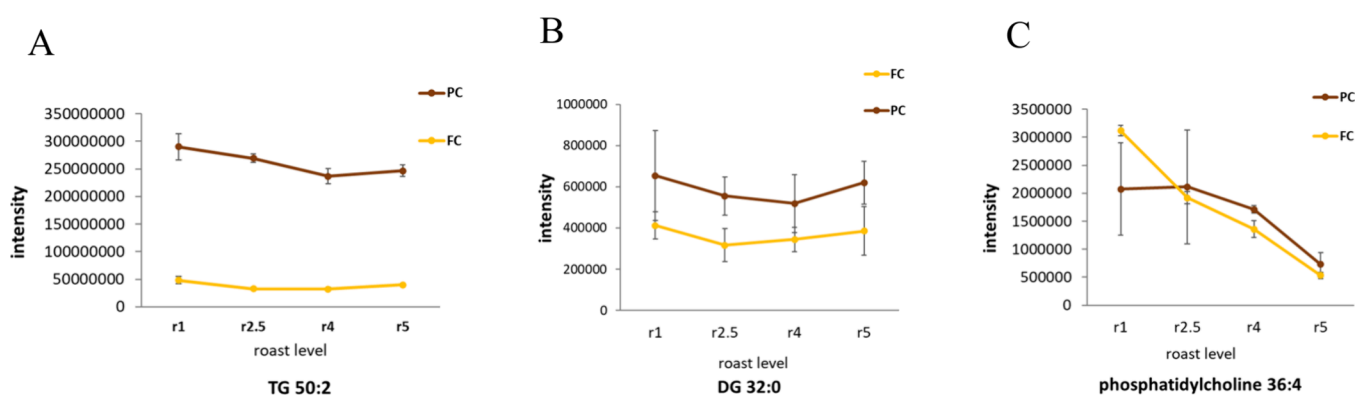 A
PC
FC
350000000
300000000
250000000
200000000
150000000
100000000
50000000
0
intensity
r1 r2.5 r4 r5
roast level
TG 50:2
B
FC
PC
1000000
800000
600000
400000
200000
0
intensity
r1 r2.5 r4 r5
roast level
DG 32:0
C
PC
FC
3500000
3000000
2500000
2000000
1500000
1000000
500000
0
intensity
r1 r2.5 r4 r5
roast level
phosphatidylcholine 36:4